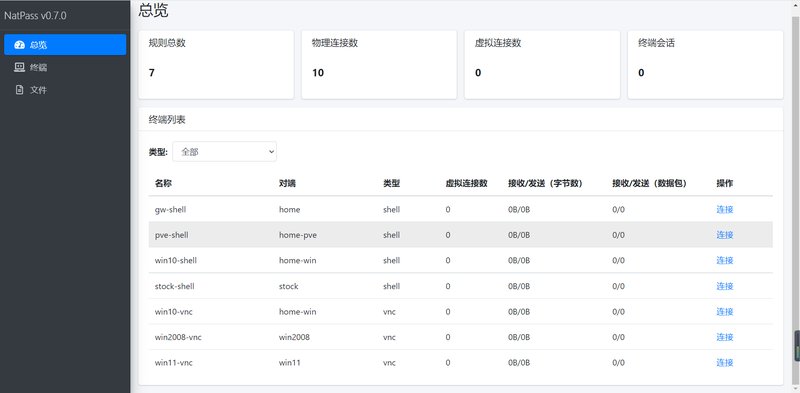 NatPass v0.7.0
总览
终端
文件
总览
规则总数 物理连接数 虚拟连接数 终端会话
7 10 0 0
终端列表
类型: 全部
名称 对端 类型 虚拟连接数 接收/发送（字节数） 接收/发送（数据包） 操作
gw-shell home shell 0 0B/0B 0/0 连接
pve-shell home-pve shell 0 0B/0B 0/0 连接
win10-shell home-win shell 0 0B/0B 0/0 连接
stock-shell stock shell 0 0B/0B 0/0 连接
win10-vnc home-win vnc 0 0B/0B 0/0 连接
win2008-vnc win2008 vnc 0 0B/0B 0/0 连接
win11-vnc win11 vnc 0 0B/0B 0/0 连接